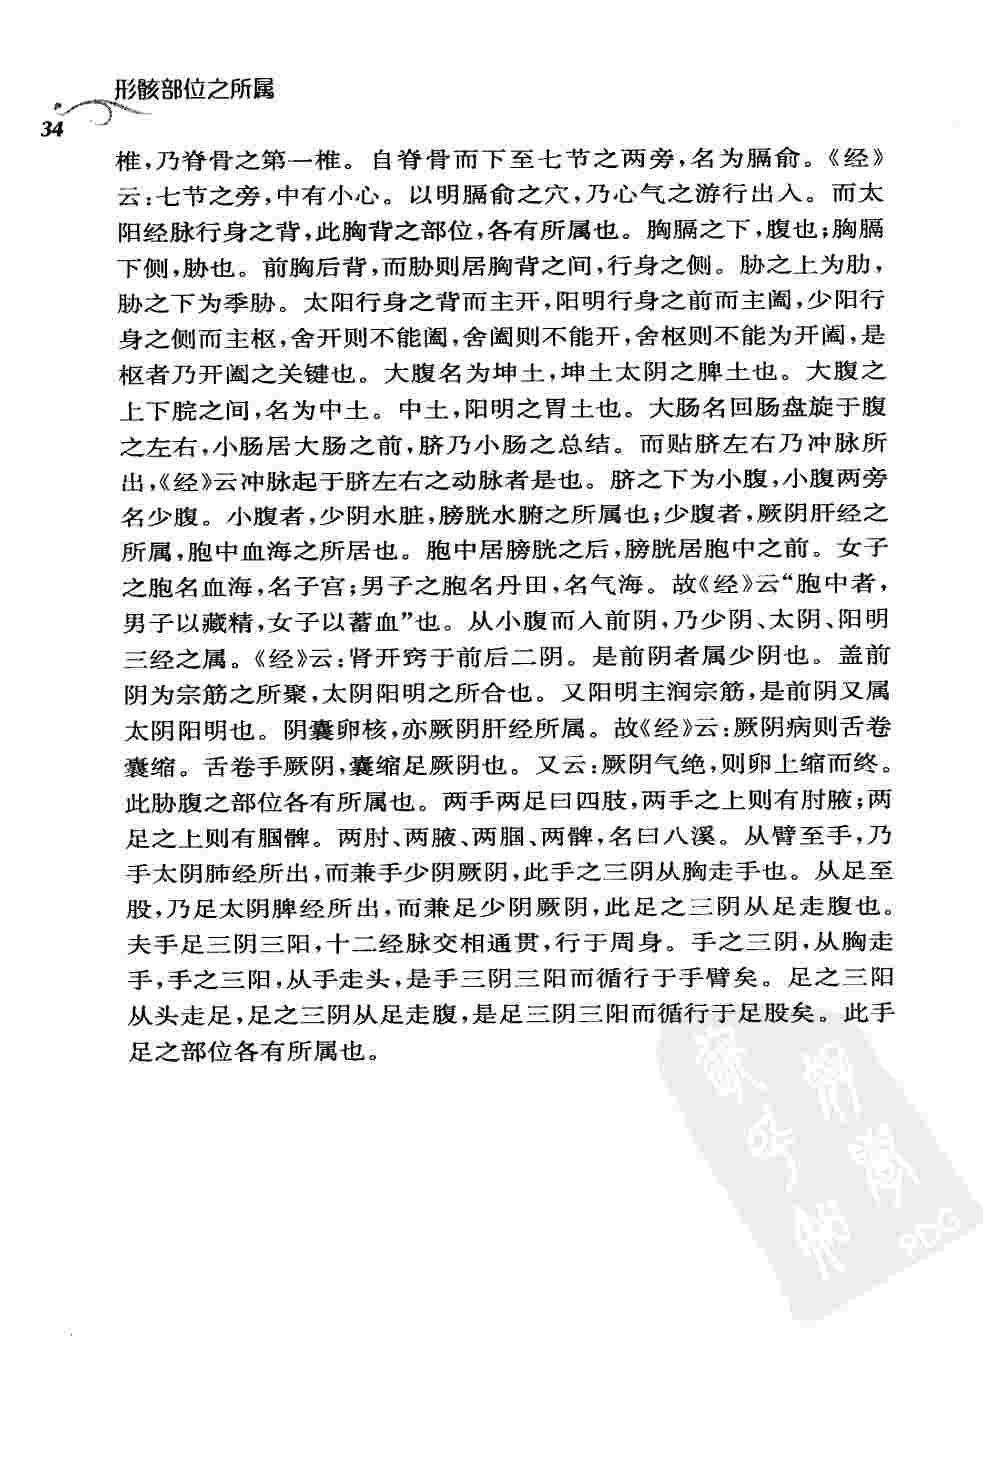 形骸部位之所属
34
椎,乃脊骨之第一椎。自脊骨而下至七节之两旁,名为膈俞。《经》
云:七节之旁,中有小心。以明膈俞之穴,乃心气之游行出入。而太
阳经脉行身之背,此胸背之部位,各有所属也。胸膈之下,腹也;胸膈
下侧,胁也。前胸后背,而胁则居胸背之间,行身之侧。胁之上为肋,
胁之下为季胁。太阳行身之背而主开,阳明行身之前而主阖,少阳行
身之侧而主枢,舍开则不能阖,舍阖则不能开,舍枢则不能为开阖,是
枢者乃开阖之关键也。大腹名为坤土,坤土太阴之脾土也。大腹之
上下脘之间,名为中土。中土,阳明之胃土也。大肠名回肠盘旋于腹
之左右,小肠居大肠之前,脐乃小肠之总结。而贴脐左右乃冲脉所
出,《经》云冲脉起于脐左右之动脉者是也。脐之下为小腹,小腹两旁
名少腹。小腹者,少阴水脏,膀胱水腑之所属也;少腹者,厥阴肝经之
所属,胞中血海之所居也。胞中居膀胱之后,膀胱居胞中之前。女子
之胞名血海,名子宫;男子之胞名丹田,名气海。故《经》云“胞中者,
男子以藏精,女子以蓄血”也。从小腹而入前阴,乃少阴、太阴、阳明
三经之属。《经》云:肾开窍于前后二阴。是前阴者属少阴也。盖前
阴为宗筋之所聚,太阴阳明之所合也。又阳明主润宗筋,是前阴又属
太阴阳明也。阴囊卵核,亦厥阴肝经所属。故《经》云:厥阴病则舌卷
囊缩。舌卷手厥阴,囊缩足厥阴也。又云:厥阴气绝,则卵上缩而终。
此胁腹之部位各有所属也。两手两足曰四肢,两手之上则有肘腋;两
足之上则有腘髀。两肘、两腋、两腘、两髀,名曰八溪。从臂至手,乃
手太阴肺经所出,而兼手少阴厥阴,此手之三阴从胸走手也。从足至
股,乃足太阴脾经所出,而兼足少阴厥阴,此足之三阴从足走腹也。
夫手足三阴三阳,十二经脉交相通贯,行于周身。手之三阴,从胸走
手,手之三阳,从手走头,是手三阴三阳而循行于手臂矣。足之三阳
从头走足,足之三阴从足走腹,是足三阴三阳而循行于足股矣。此手
足之部位各有所属也。
PDG